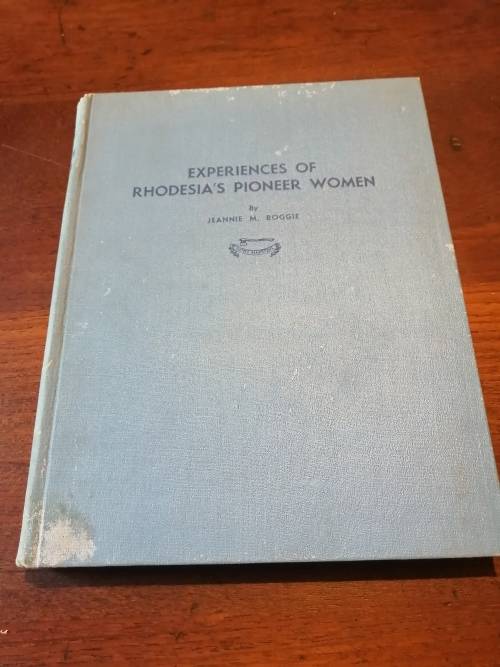 EXPERIENCES OF
RHODESIA'S PIONEER WOMEN
By
JEANNIE M. BOGGIE